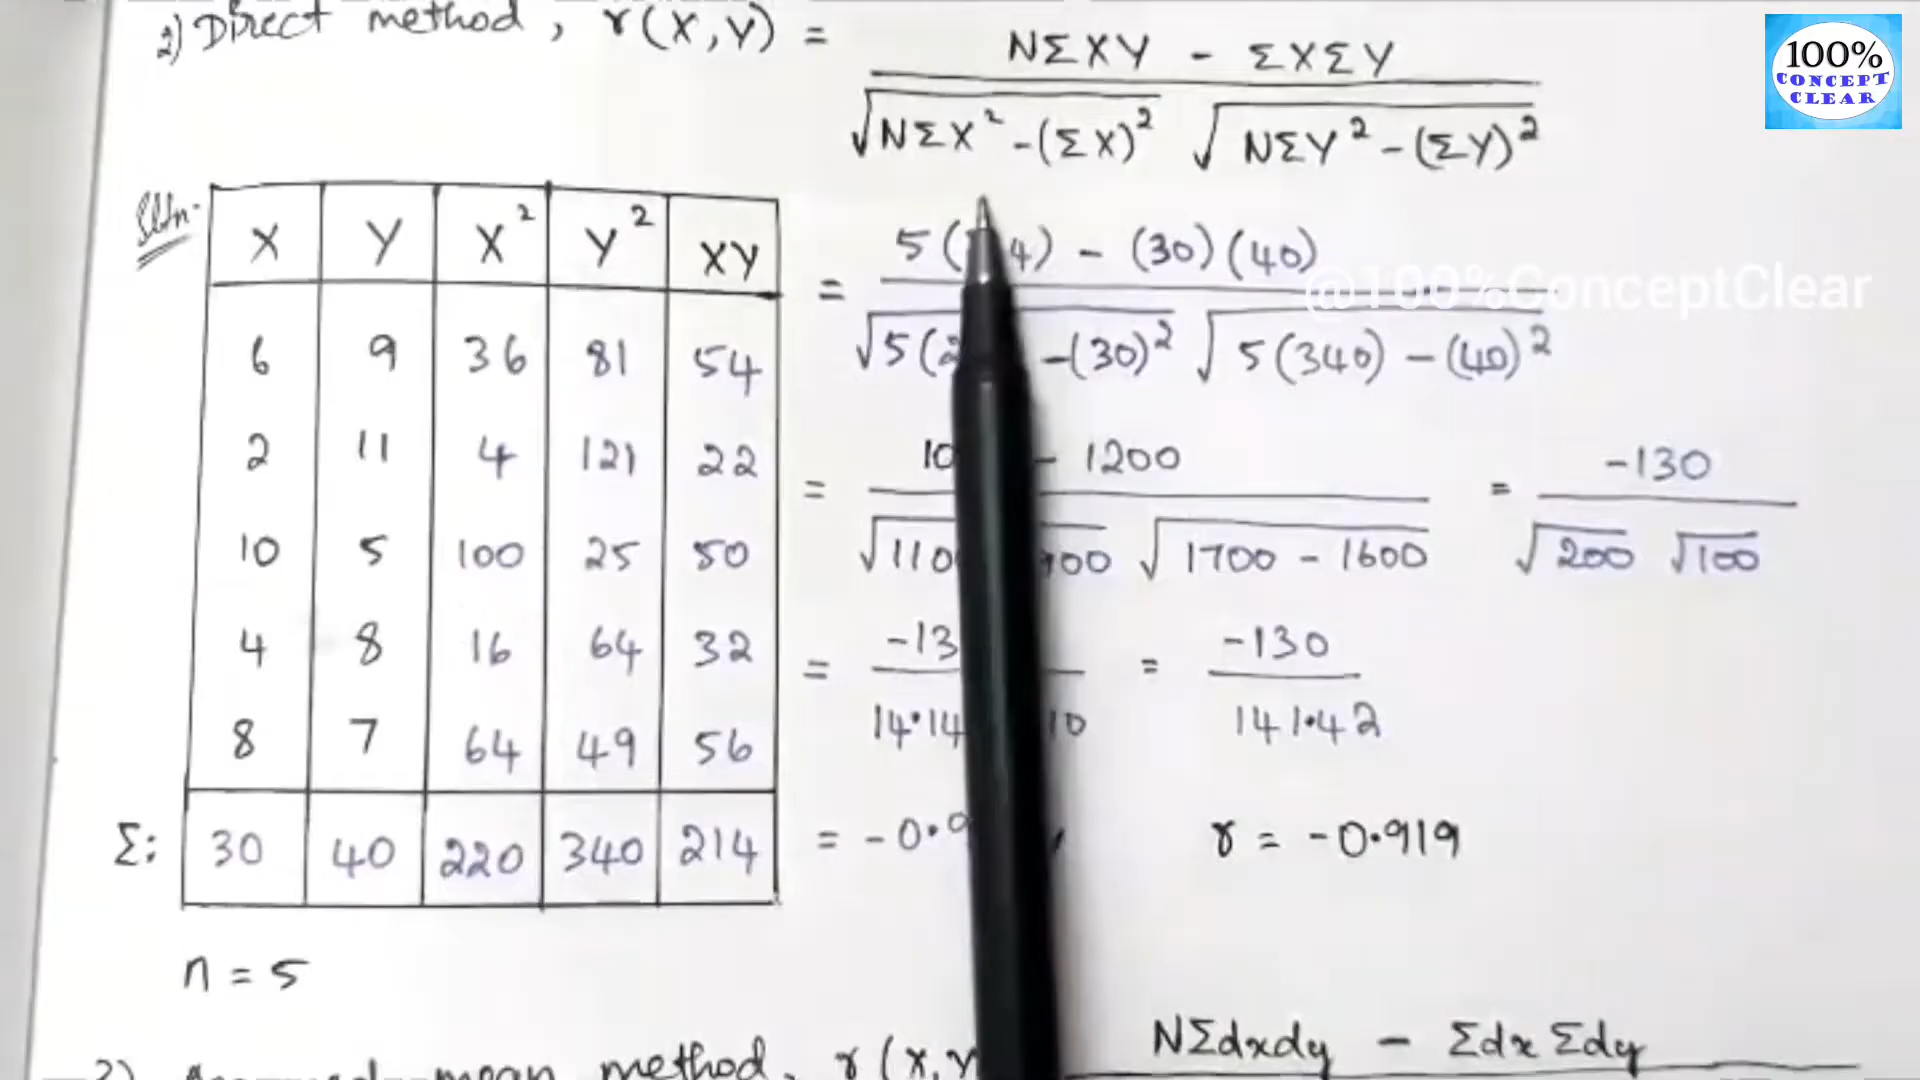 2) Direct method, r(X,Y) = NΣXY - ΣXΣY
√NΣX² -(ΣX)² √NΣY² -(ΣY)²
100%
CONCEPT
CLEAR
Soln.
X Y X² Y² XY
6 9 36 81 54
2 11 4 121 22
10 5 100 25 50
4 8 16 64 32
8 7 64 49 56
Σ: 30 40 220 340 214
n = 5
= 5( 4) - (30)(40)
@100%ConceptClear
√5(2 -(30)² √5(340) - (40)²
= 10 - 1200 = -130
√110 00 √1700 - 1600 √200 √100
= -13 = -130
14.14 10 141.42
= -0.9 r = -0.919
mean method, r(X,Y NΣdxdy - Σdx Σdy